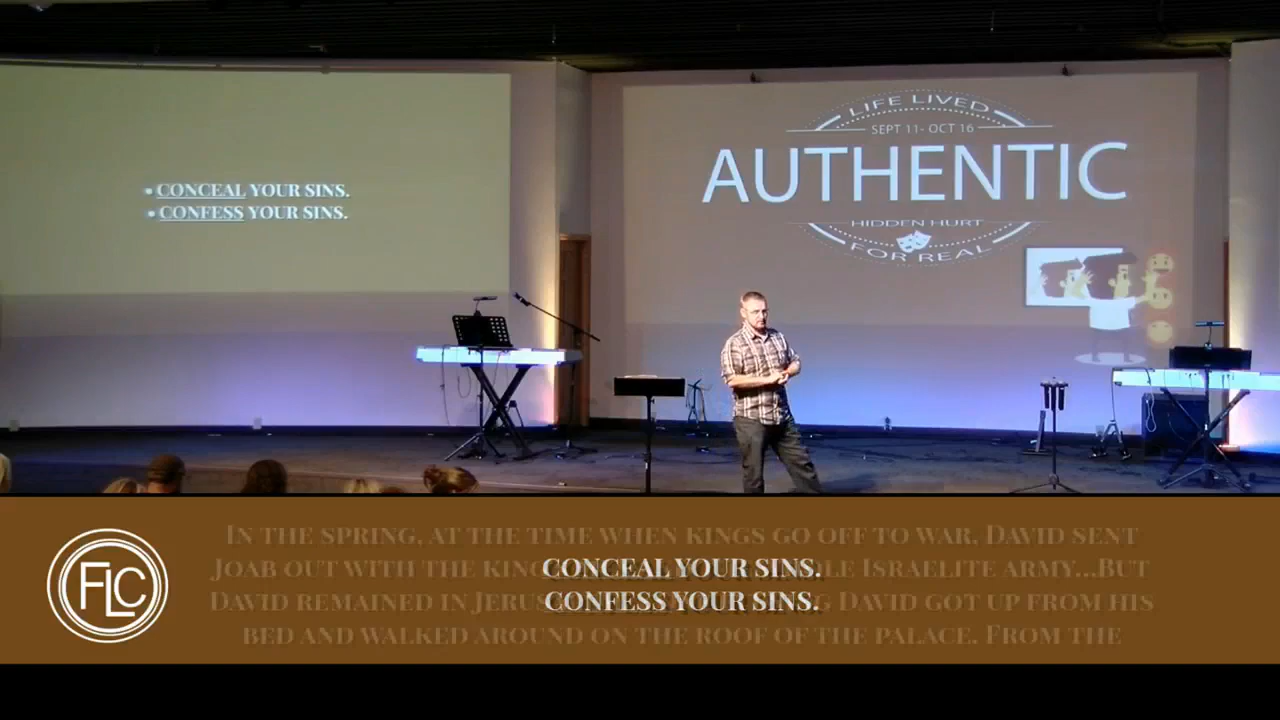 • CONCEAL YOUR SINS.
• CONFESS YOUR SINS.
LIFE LIVED
SEPT 11- OCT 16
AUTHENTIC
HIDDEN HURT
FOR REAL
FLC
IN THE SPRING, AT THE TIME WHEN KINGS GO OFF TO WAR, DAVID SENT
JOAB OUT WITH THE KING LE ISRAELITE ARMY...BUT
CONCEAL YOUR SINS.
DAVID REMAINED IN JERUS G DAVID GOT UP FROM HIS
CONFESS YOUR SINS.
BED AND WALKED AROUND ON THE ROOF OF THE PALACE. FROM THE